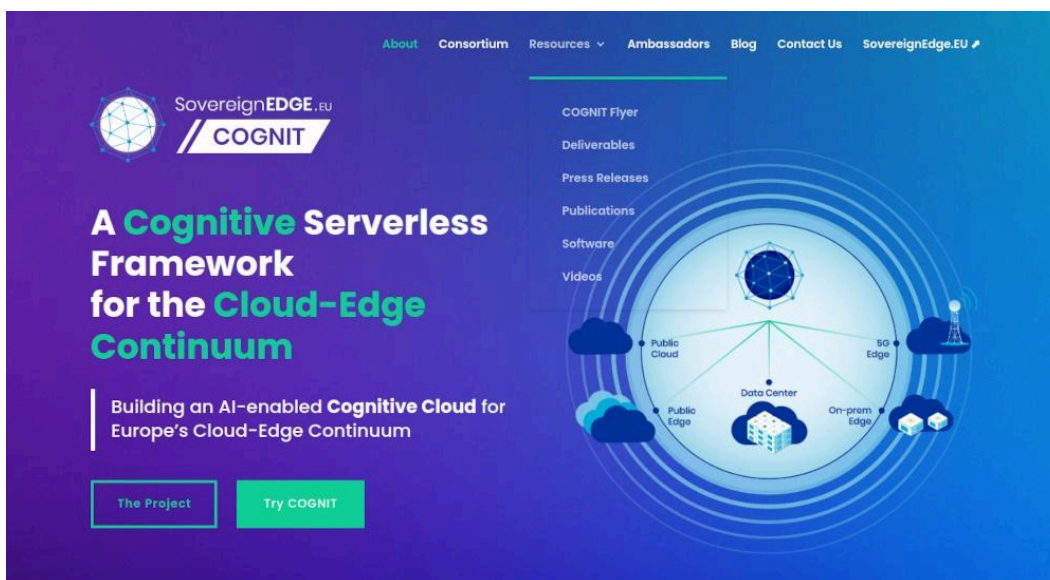 About Consortium Resources Ambassadors Blog Contact Us SovereignEdge.EU
SovereignEDGE.EU
COGNIT
COGNIT Flyer
Deliverables
Press Releases
Publications
Software
Videos
A Cognitive Serverless
Framework
for the Cloud-Edge
Continuum
Building an AI-enabled Cognitive Cloud for
Europe's Cloud-Edge Continuum
The Project
Try COGNIT
Public
Cloud
5G
Edge
Data Center
Public
Edge
On-prem
Edge